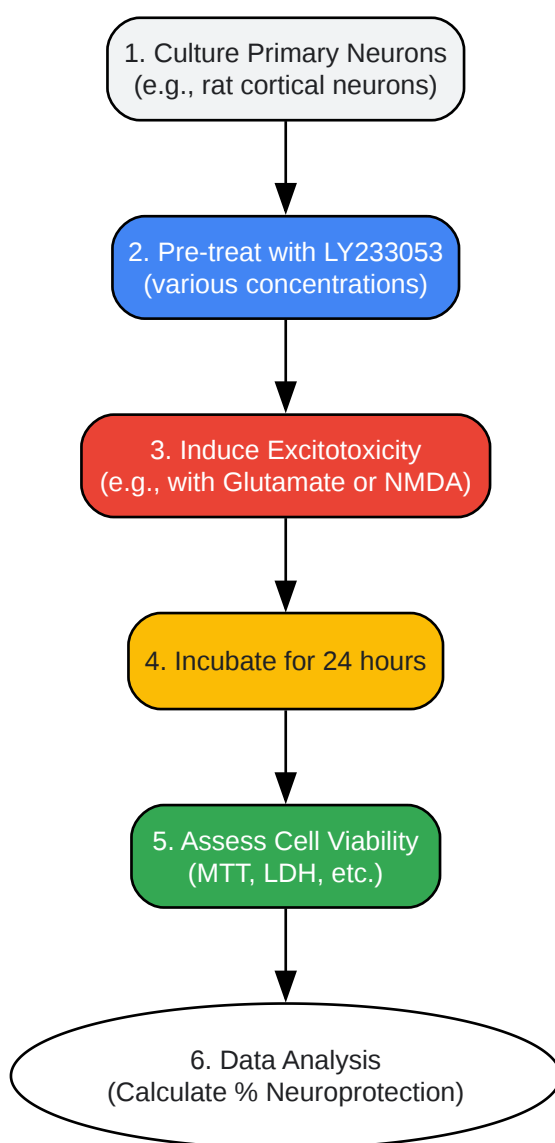 1. Culture Primary Neurons
(e.g., rat cortical neurons)
2. Pre-treat with LY233053
(various concentrations)
3. Induce Excitotoxicity
(e.g., with Glutamate or NMDA)
4. Incubate for 24 hours
5. Assess Cell Viability
(MTT, LDH, etc.)
6. Data Analysis
(Calculate % Neuroprotection)